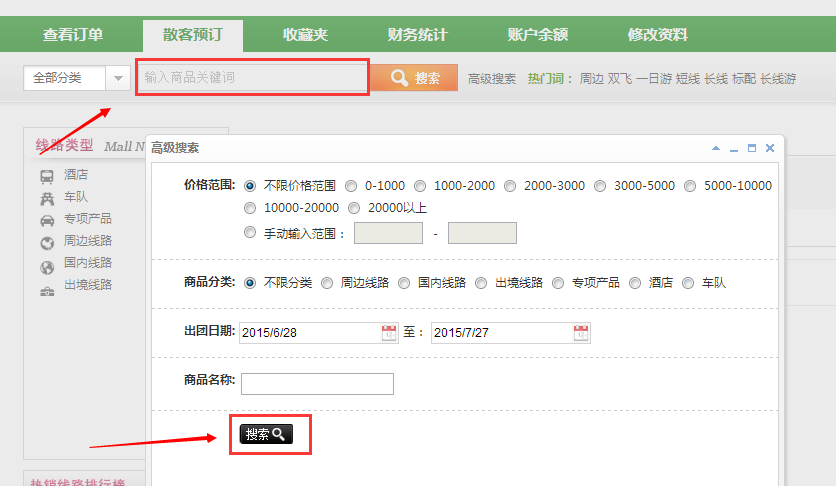 查看订单 散客预订 收藏夹 财务统计 账户余额 修改资料
全部分类 输入商品关键词 搜索 高级搜索 热门词： 周边 双飞 一日游 短线 长线 标配 长线游
线路类型 Mall N
酒店
车队
专项产品
周边线路
国内线路
出境线路
热销线路排行榜
高级搜索
价格范围: 不限价格范围 0-1000 1000-2000 2000-3000 3000-5000 5000-10000
10000-20000 20000以上
手动输入范围： -
商品分类: 不限分类 周边线路 国内线路 出境线路 专项产品 酒店 车队
出团日期: 2015/6/28 至： 2015/7/27
商品名称:
搜索